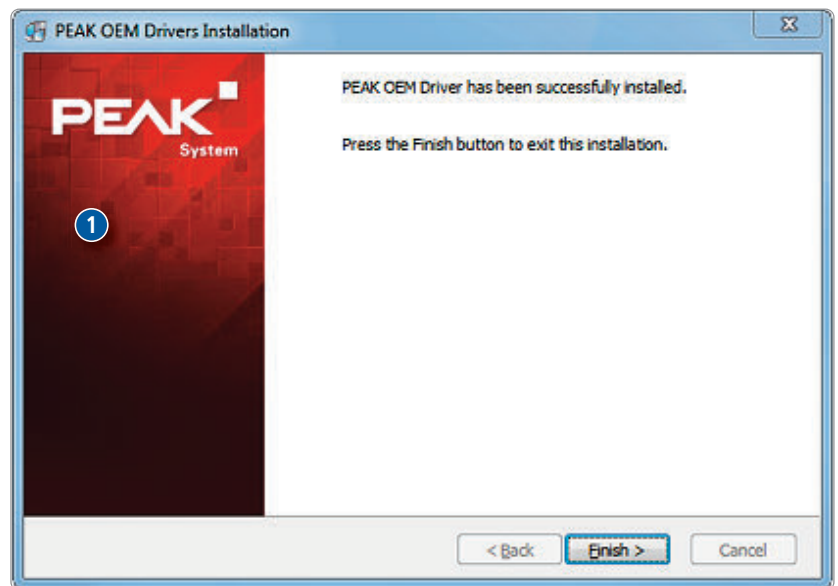 PEAK OEM Drivers Installation
PEAK
System
PEAK OEM Driver has been successfully installed.
Press the Finish button to exit this installation.
1
< Back
Finish >
Cancel